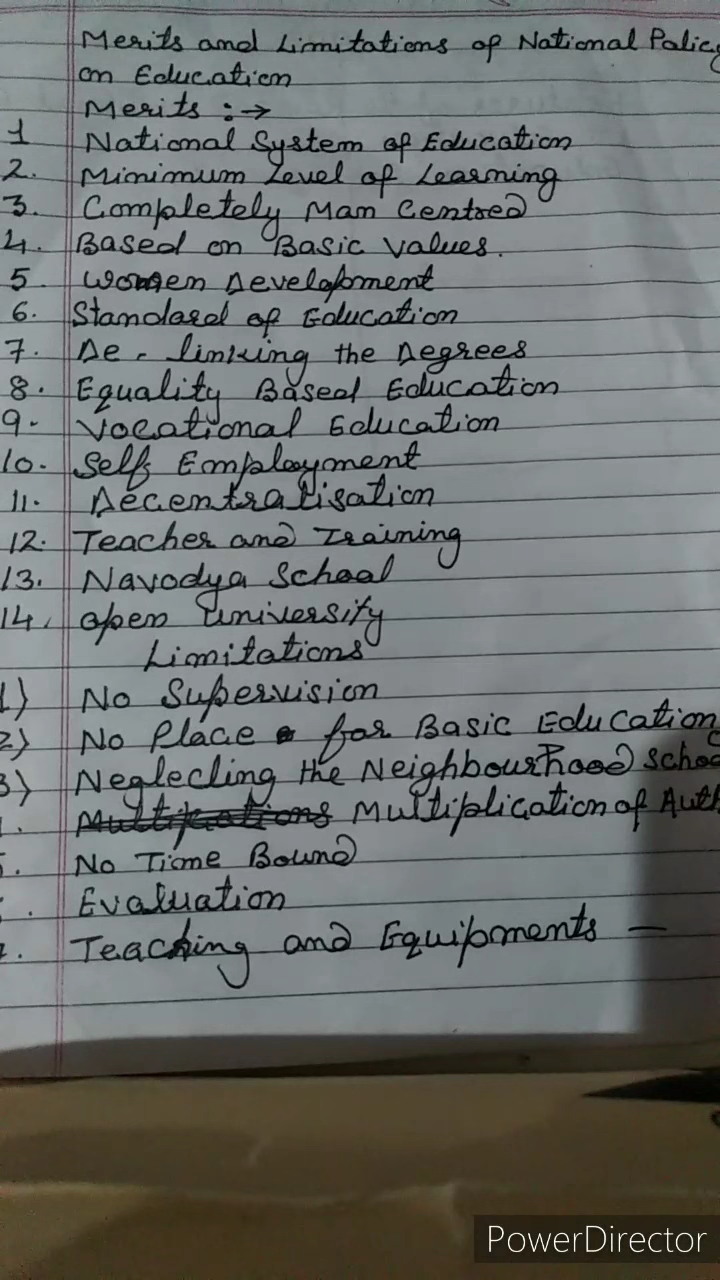 Merits and Limitations of National Policy
on Education
Merits :→
1 National System of Education
2. Minimum Level of Learning
3. Completely Man Centred
4. Based on Basic values.
5 Women Development
6. Standard of Education
7. De - linking the Degrees
8. Equality Based Education
9. Vocational Education
10. Self Employment
11. Decentralisation
12. Teacher and Training
13. Navodya School
14. open University
Limitations
1) No Supervision
2) No Place for Basic Education
3) Neglecting the Neighbourhood Schoo
Multiplication of Auth
No Time Bound
Evaluation
Teaching and Equipments —
PowerDirector